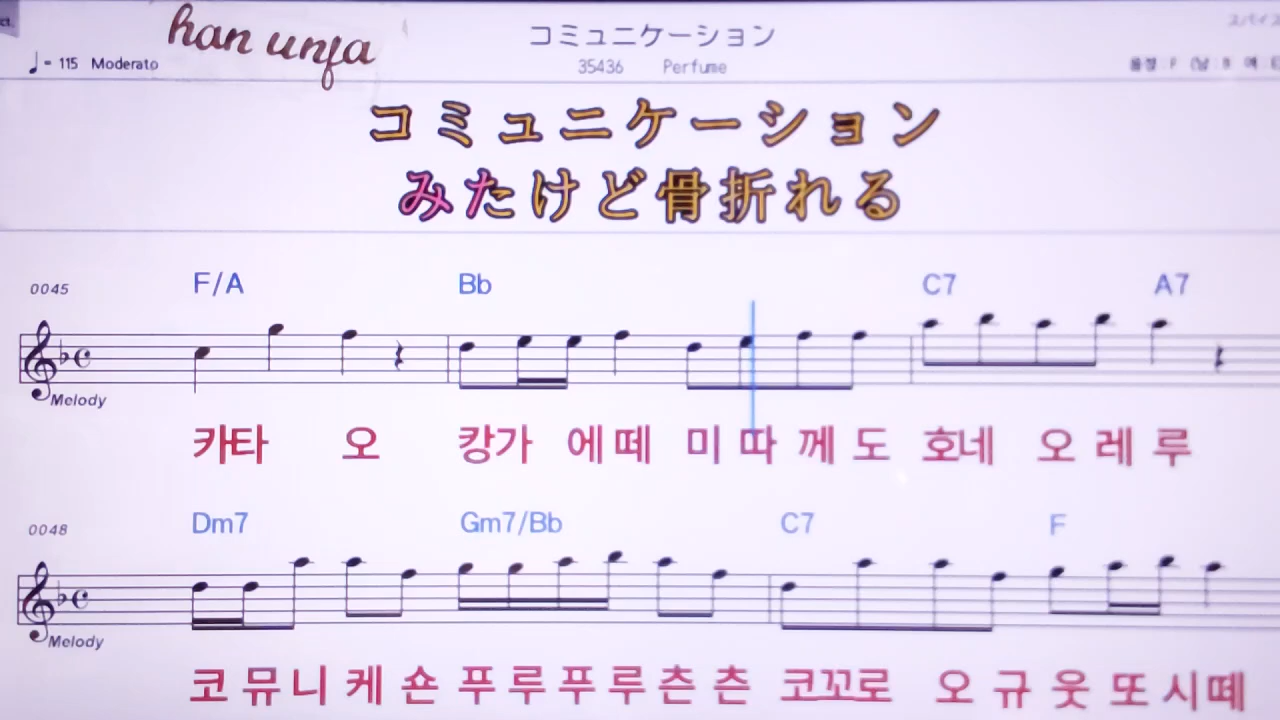 han unfa
コミュニケーション
♩= 115 Moderato
35436 Perfume
コミュニケーション
みたけど骨折れる
0045 F/A Bb C7 A7
Melody
카타 오 캉가 에떼 미따 께도 호네 오레루
0048 Dm7 Gm7/Bb C7 F
Melody
코뮤니케숀 푸루푸루츤츤 코꼬로 오규웃또시떼